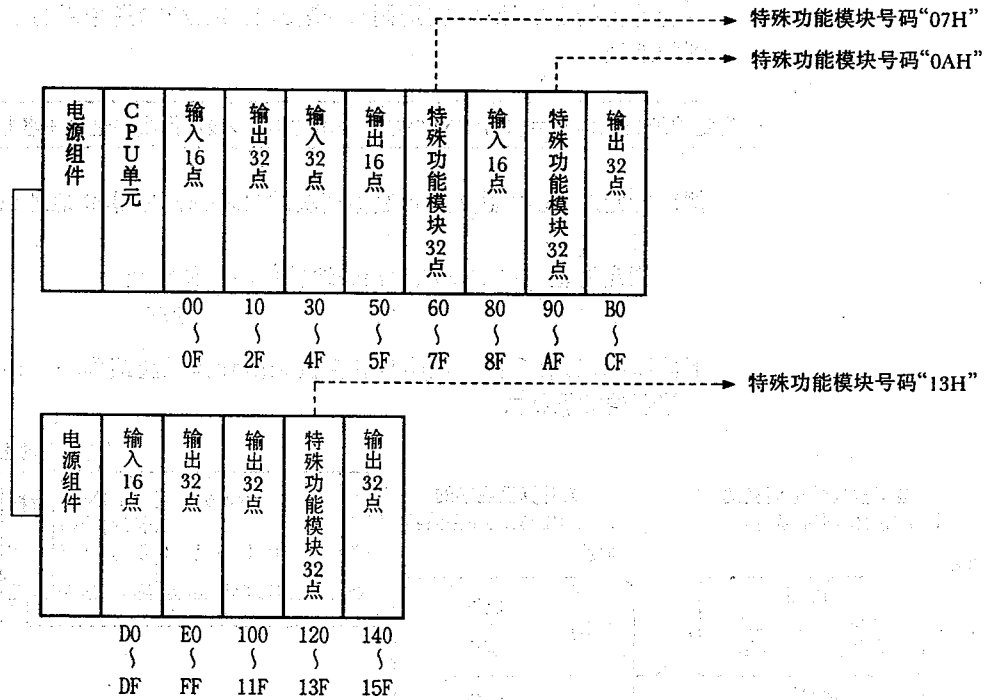 特殊功能模块号码“07H”
特殊功能模块号码“0AH”
电源组件
CPU单元
输入16点
输出32点
输入32点
输出16点
特殊功能模块32点
输入16点
特殊功能模块32点
输出32点
00 10 30 50 60 80 90 B0
~ ~ ~ ~ ~ ~ ~ ~
0F 2F 4F 5F 7F 8F AF CF
特殊功能模块号码“13H”
电源组件
输入16点
输出32点
输出32点
特殊功能模块32点
输出32点
D0 E0 100 120 140
~ ~ ~ ~ ~
DF FF 11F 13F 15F